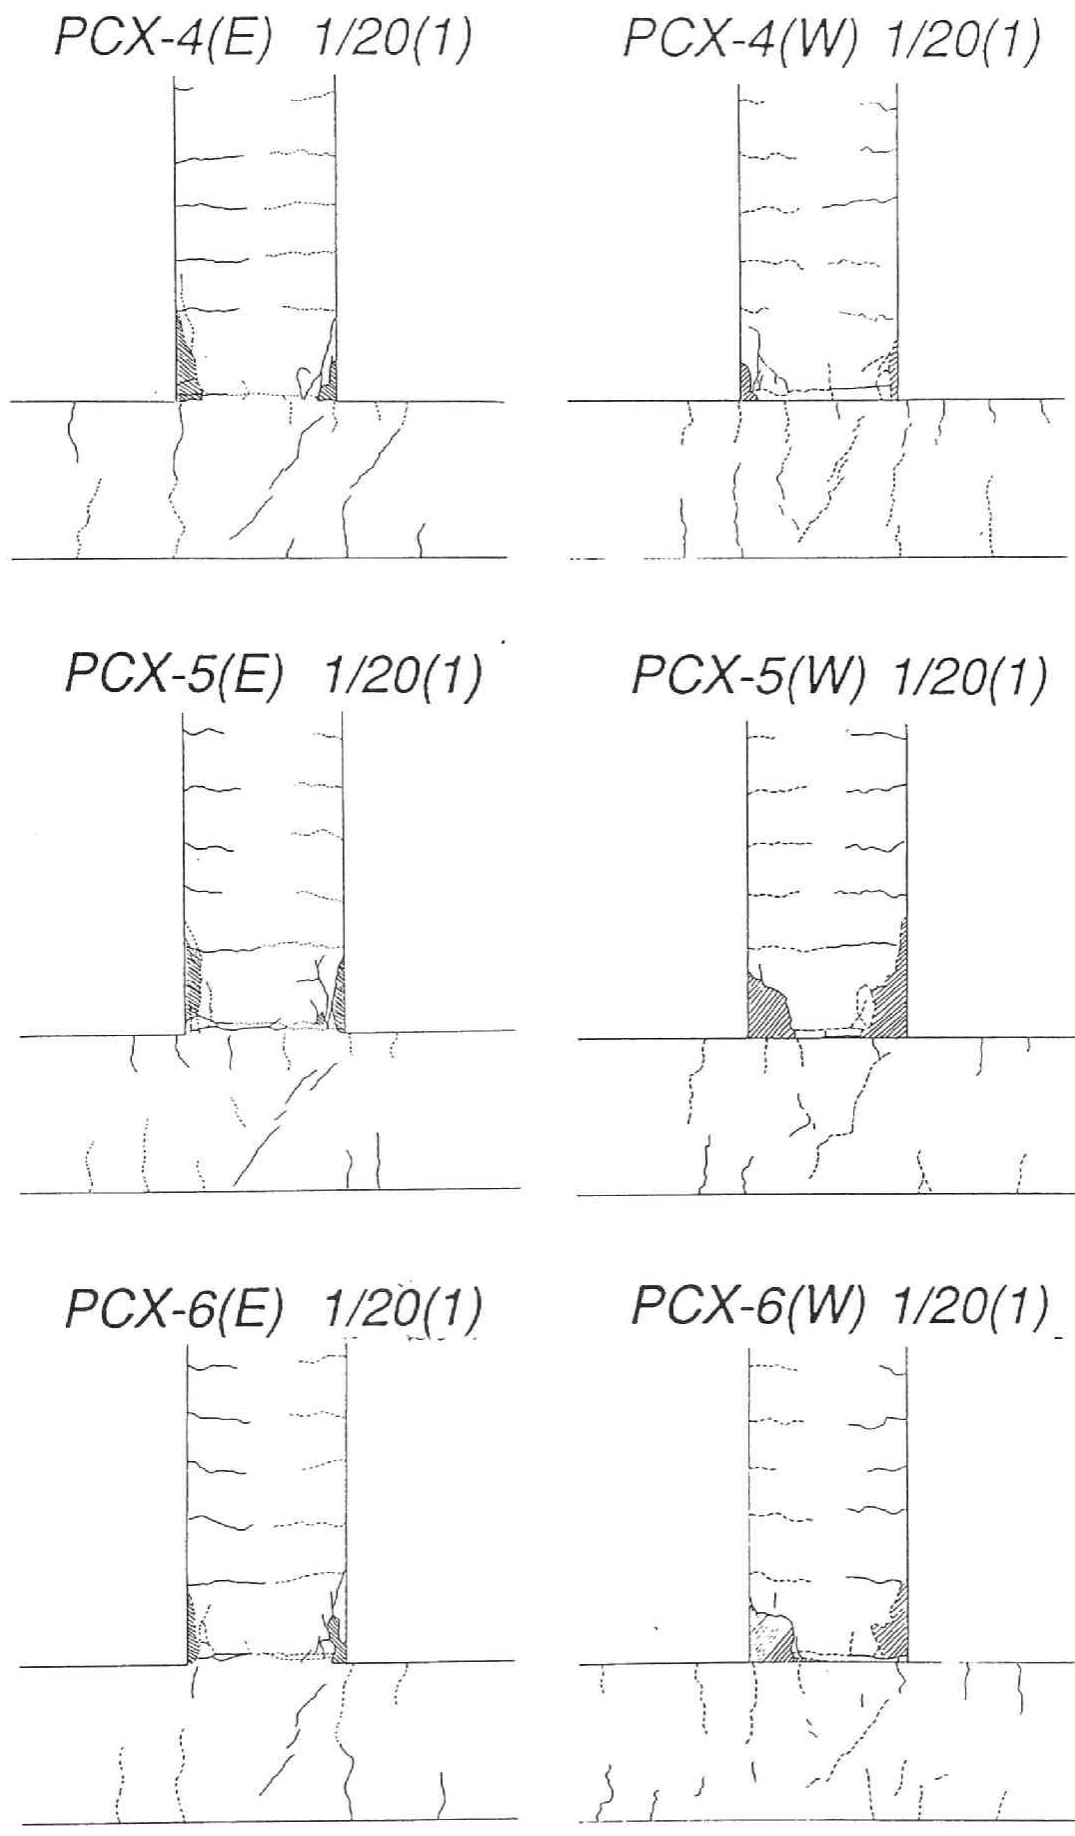 PCX-4(E) 1/20(1)
PCX-4(W) 1/20(1)
PCX-5(E) 1/20(1)
PCX-5(W) 1/20(1)
PCX-6(E) 1/20(1)
PCX-6(W) 1/20(1)